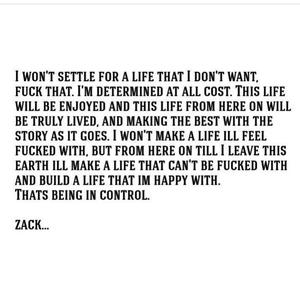 I won't settle for a life that I don't want,
fuck that. I'm determined at all cost. This life
will be enjoyed and this life from here on will
be truly lived, and making the best with the
story as it goes. I won't make a life ill feel
fucked with, but from here on till I leave this
earth ill make a life that can't be fucked with
and build a life that im happy with.
Thats being in control.
zack...